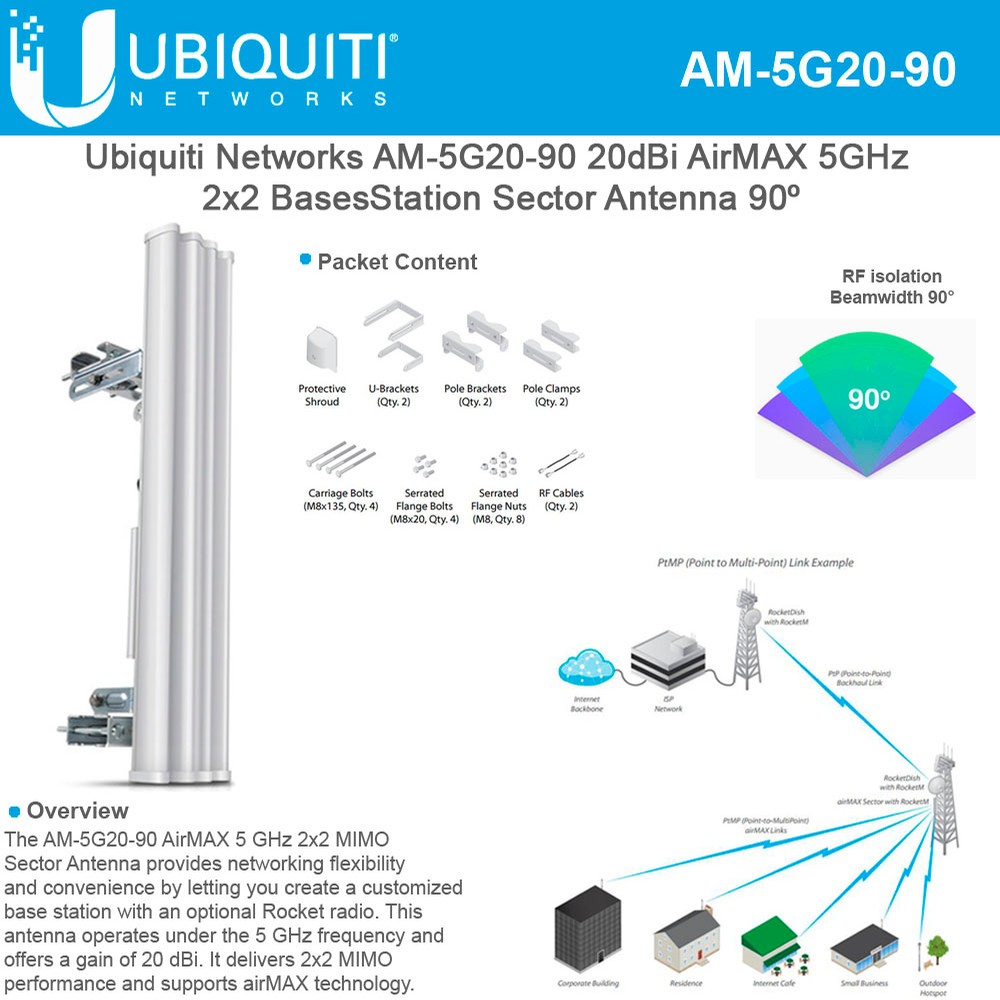 UBIQUITI®
NETWORKS
AM-5G20-90
Ubiquiti Networks AM-5G20-90 20dBi AirMAX 5GHz
2x2 BasesStation Sector Antenna 90º
Packet Content
RF isolation
Beamwidth 90°
90º
Protective
Shroud
U-Brackets
(Qty. 2)
Pole Brackets
(Qty. 2)
Pole Clamps
(Qty. 2)
Carriage Bolts
(M8x135, Qty. 4)
Serrated
Flange Bolts
(M8x20, Qty. 4)
Serrated
Flange Nuts
(M8, Qty. 8)
RF Cables
(Qty. 2)
PtMP (Point to Multi-Point) Link Example
RocketDish
with RocketM
Internet
Backbone
ISP
Network
PtP (Point-to-Point)
Backhaul Link
RocketDish
with RocketM
airMAX Sector with RocketM
PtMP (Point-to-MultiPoint)
airMAX Links
Corporate Building
Residence
Internet Cafe
Small Business
Outdoor
Hotspot
Overview
The AM-5G20-90 AirMAX 5 GHz 2x2 MIMO
Sector Antenna provides networking flexibility
and convenience by letting you create a customized
base station with an optional Rocket radio. This
antenna operates under the 5 GHz frequency and
offers a gain of 20 dBi. It delivers 2x2 MIMO
performance and supports airMAX technology.